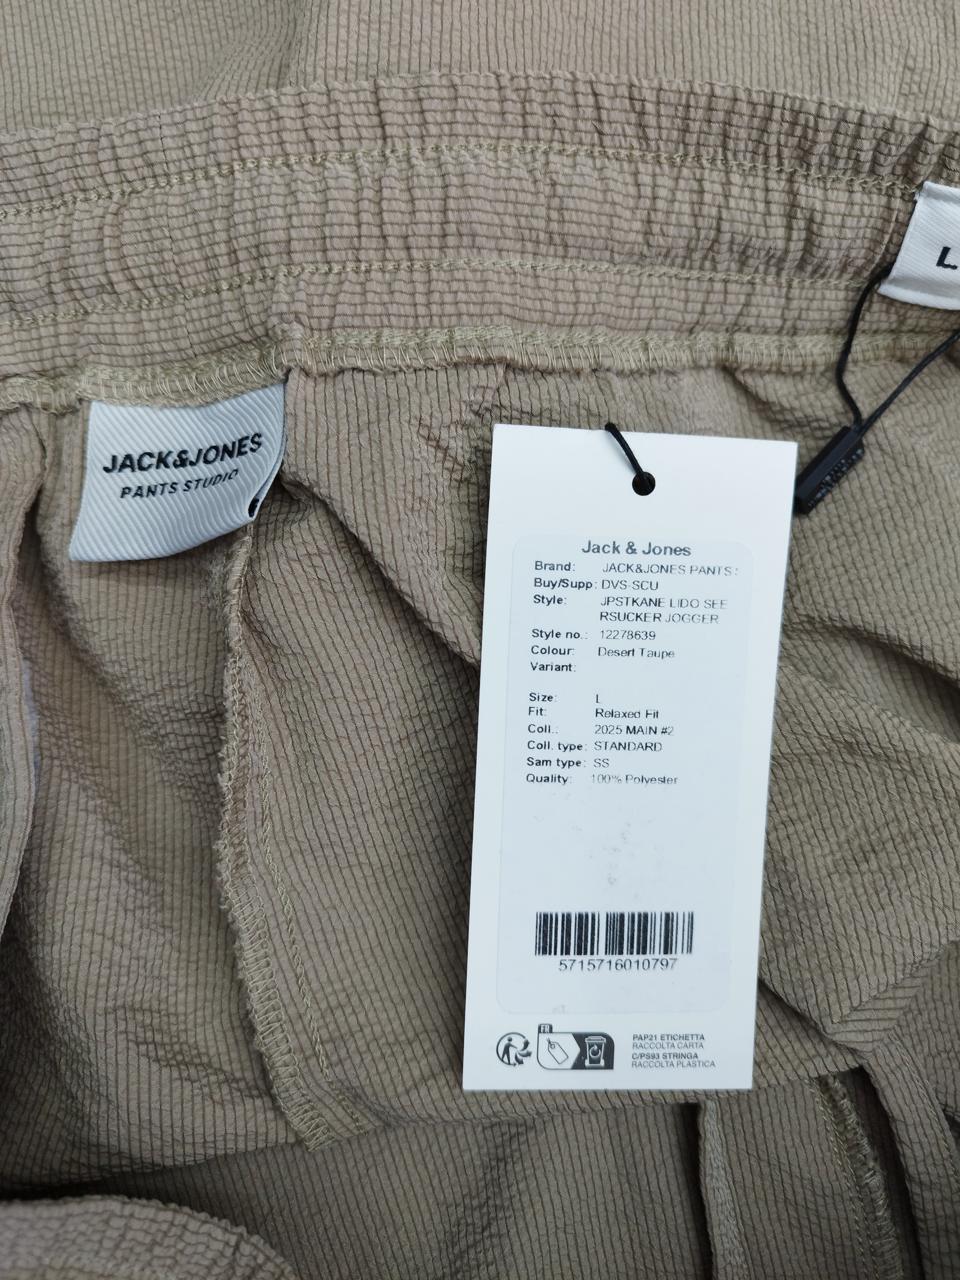 L
JACK&JONES
PANTS STUDIO
Jack & Jones
Brand: JACK&JONES PANTS S
Buy/Supp: DVS-SCU
Style: JPSTKANE LIDO SEE
RSUCKER JOGGER
Style no.: 12278639
Colour: Desert Taupe
Variant:
Size: L
Fit: Relaxed Fit
Coll.: 2025 MAIN #2
Coll. type: STANDARD
Sam type: SS
Quality: 100% Polyester
5715716010797
FR
PAP21 ETICHETTA
RACCOLTA CARTA
C/PS93 STRINGA
RACCOLTA PLASTICA